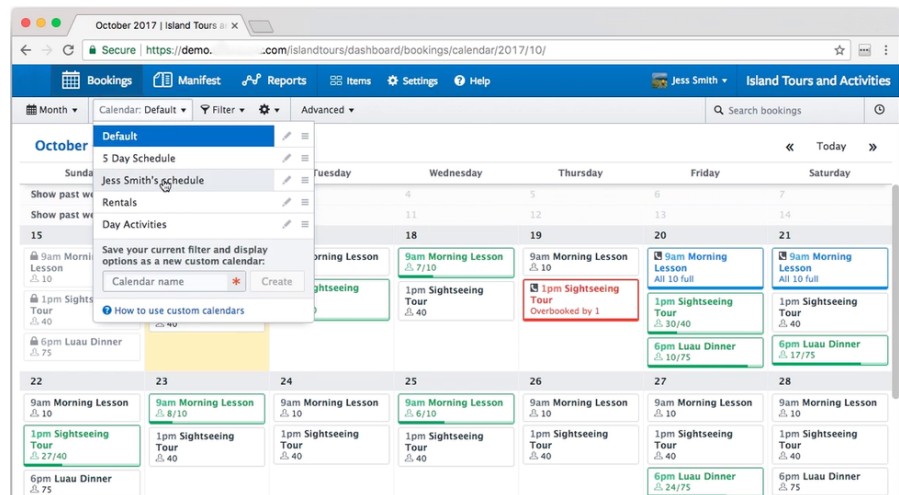 October 2017 | Island Tours ar
Secure | https://demo. .com/islandtours/dashboard/bookings/calendar/2017/10/
Bookings Manifest Reports Items Settings Help Jess Smith Island Tours and Activities
Month Calendar: Default Filter Advanced Search bookings
Default
5 Day Schedule
Jess Smith's schedule
Rentals
Day Activities
Save your current filter and display
options as a new custom calendar:
Calendar name * Create
How to use custom calendars
October Today
Sunda Tuesday Wednesday Thursday Friday Saturday
Show past we 4 5 6 7
Show past we 11 12 13 14
15 18 19 20 21
9am Morni
Lesson
10
1pm Sights
Tour
40
6pm Luau Dinner
75
40
orning Lesson
ghtseeing
9am Morning Lesson
7/10
1pm Sightseeing
Tour
40
9am Morning Lesson
10
1pm Sightseeing
Tour
Overbooked by 1
9am Morning
Lesson
All 10 full
1pm Sightseeing
Tour
30/40
6pm Luau Dinner
10/75
9am Morning
Lesson
All 10 full
1pm Sightseeing
Tour
40
6pm Luau Dinner
17/75
22 23 24 25 26 27 28
9am Morning Lesson
10
1pm Sightseeing
Tour
27/40
6pm Luau Dinner
75
9am Morning Lesson
8/10
1pm Sightseeing
Tour
40
9am Morning Lesson
10
1pm Sightseeing
Tour
40
9am Morning Lesson
6/10
1pm Sightseeing
Tour
40
9am Morning Lesson
10
1pm Sightseeing
Tour
40
9am Morning Lesson
10
1pm Sightseeing
Tour
40
6pm Luau Dinner
24/75
9am Morning Lesson
10
1pm Sightseeing
Tour
40
6pm Luau Dinner
75